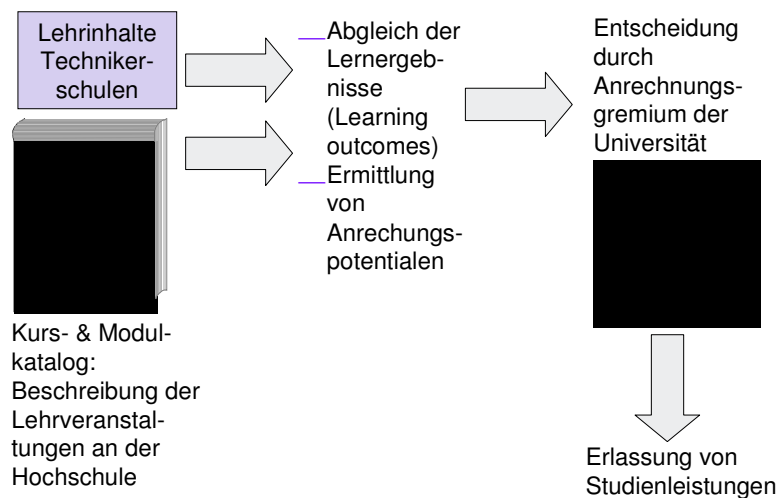 Lehrinhalte
Techniker-
schulen
Kurs- & Modul-
katalog:
Beschreibung der
Lehrveranstal-
tungen an der
Hochschule
Abgleich der
Lernergeb-
nisse
(Learning
outcomes)
Ermittlung
von
Anrechungs-
potentialen
Entscheidung
durch
Anrechnungs-
gremium der
Universität
Erlassung von
Studienleistungen